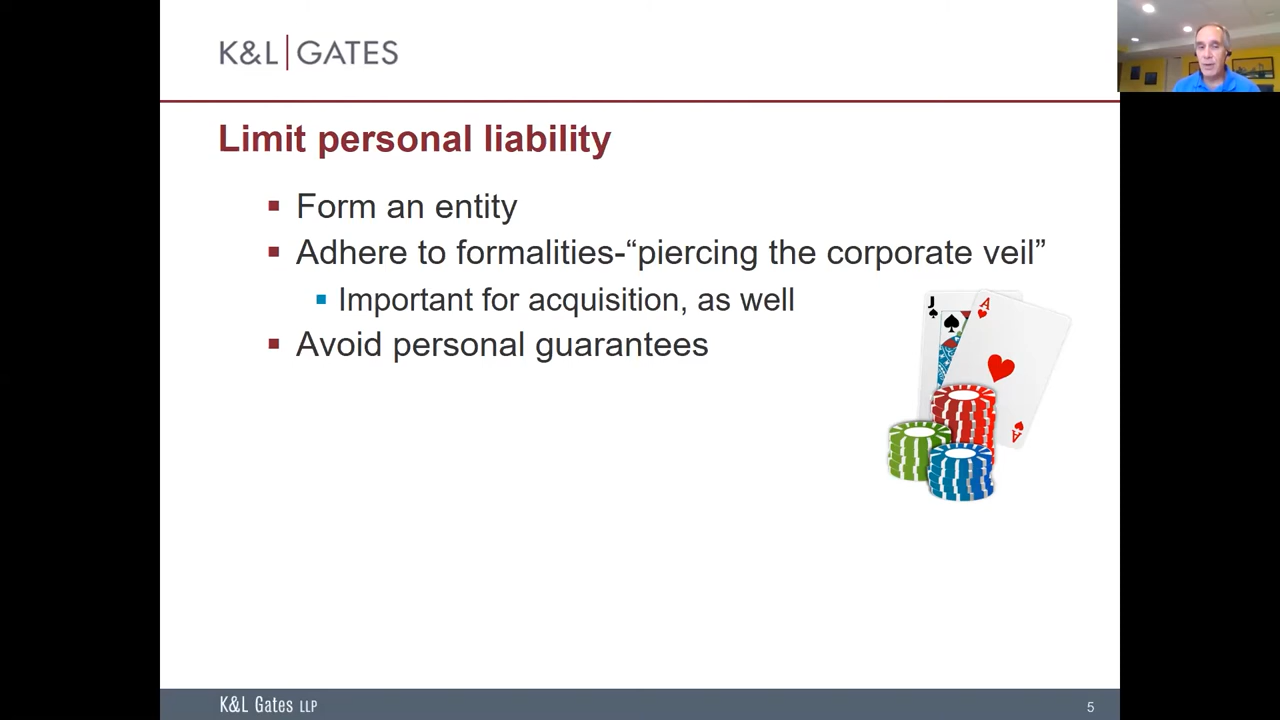 K&L|GATES
Limit personal liability
Form an entity
Adhere to formalities-“piercing the corporate veil”
Important for acquisition, as well
Avoid personal guarantees
J
A
A
K&L Gates LLP
5